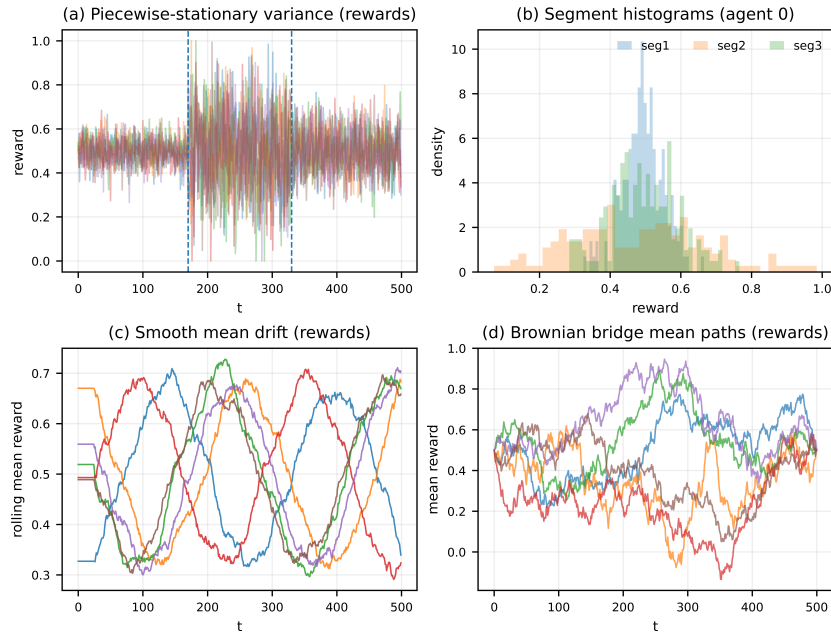 (a) Piecewise-stationary variance (rewards)
1.0
0.8
0.6
0.4
0.2
0.0
reward
0 100 200 300 400 500
t
(b) Segment histograms (agent 0)
seg1 seg2 seg3
10
8
6
4
2
0
density
0.2 0.4 0.6 0.8 1.0
reward
(c) Smooth mean drift (rewards)
0.7
0.6
0.5
0.4
0.3
rolling mean reward
0 100 200 300 400 500
t
(d) Brownian bridge mean paths (rewards)
1.0
0.8
0.6
0.4
0.2
0.0
mean reward
0 100 200 300 400 500
t